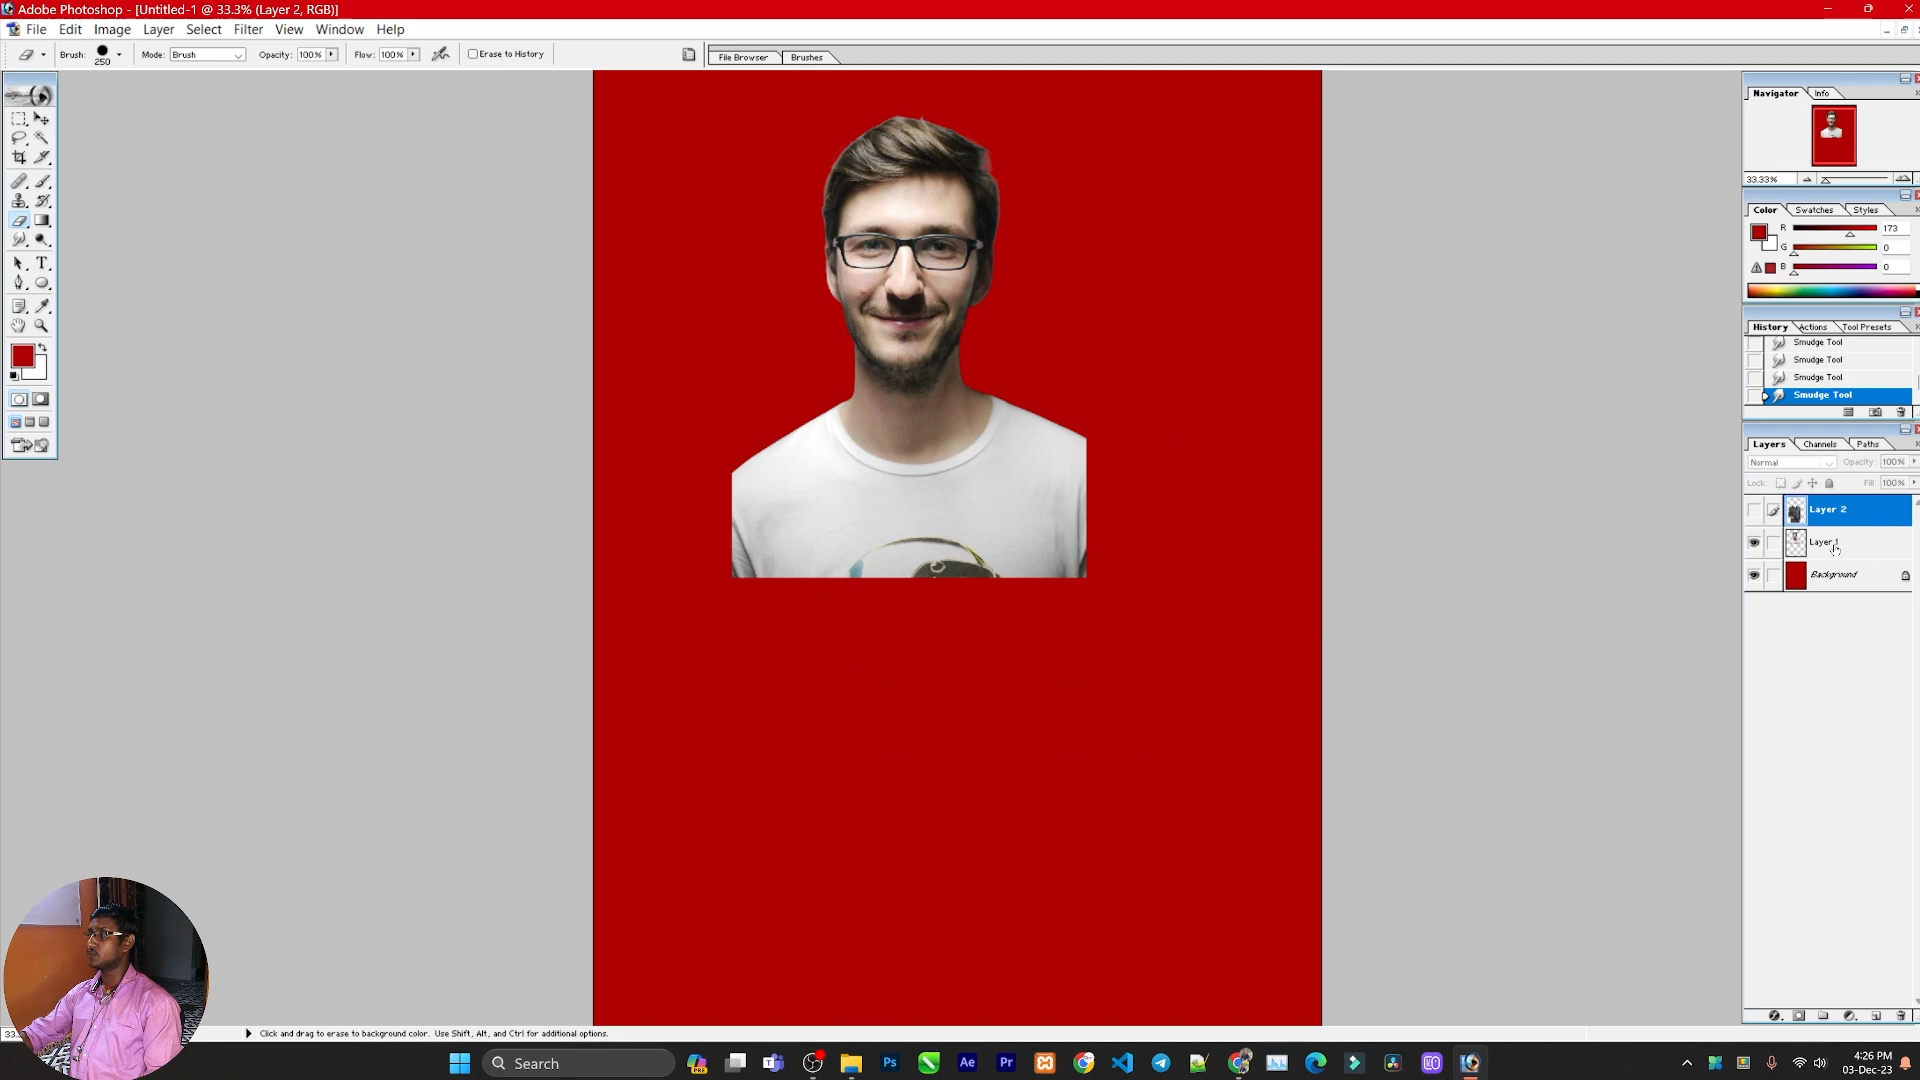 Adobe Photoshop - [Untitled-1 @ 33.3% (Layer 2, RGB)]
File Edit Image Layer Select Filter View Window Help
Brush: 250 Mode: Brush Opacity: 100% Flow: 100% Erase to History File Browser Brushes
Navigator Info
33.33%
Color Swatches Styles
R 173
G 0
B 0
History Actions Tool Presets
Smudge Tool
Smudge Tool
Smudge Tool
Smudge Tool
Layers Channels Paths
Normal Opacity: 100%
Lock: Fill: 100%
Layer 2
Layer 1
Background
Click and drag to erase to background color. Use Shift, Alt, and Ctrl for additional options.
Search
PRE
Ps
Ae
Pr
4:26 PM
03-Dec-23